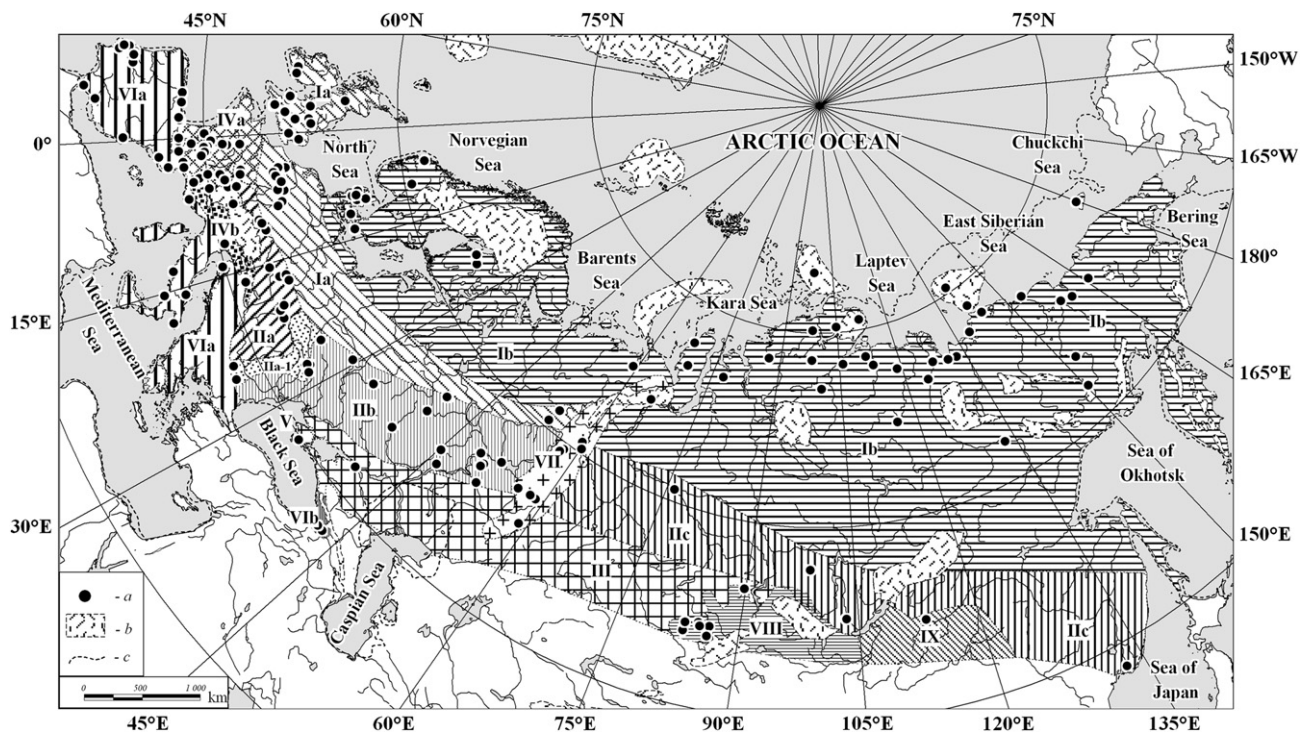 45°N 60°N 75°N 75°N
150°W
VIa
Ia
IVa
0°
North
Sea
Norvegian
Sea
ARCTIC OCEAN
Chuckchi
Sea
165°W
IVb
Ia
Barents
Sea
Kara Sea
Laptev
Sea
East Siberian
Sea
Bering
Sea
180°
Mediterranean
Sea
15°E
VIa
IIa
IIa-1
Ib
Ib
165°E
V
IIb
Black Sea
VII
Ib
Sea of
Okhotsk
30°E
VIb
IIc
150°E
III
Caspian Sea
VIII
IX
IIc
Sea of
Japan
- a
- b
- c
0 500 1 000
km
45°E 60°E 75°E 90°E 105°E 120°E 135°E